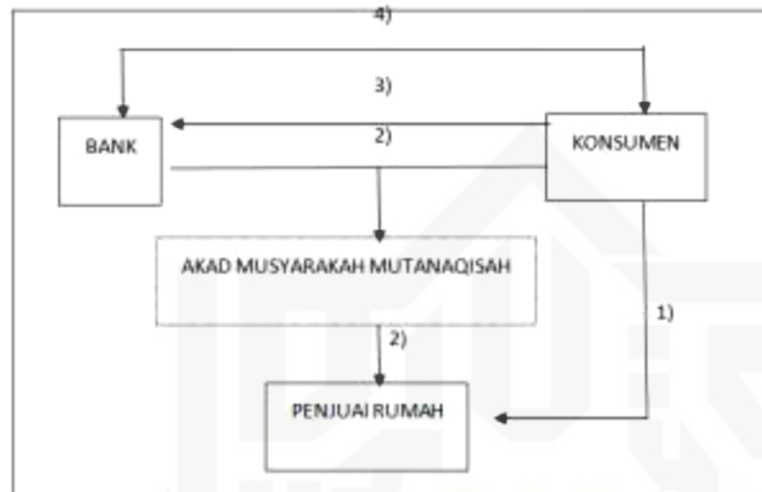 4)
3)
BANK
KONSUMEN
2)
AKAD MUSYARAKAH MUTANAQISAH
1)
2)
PENJUAl RUMAH